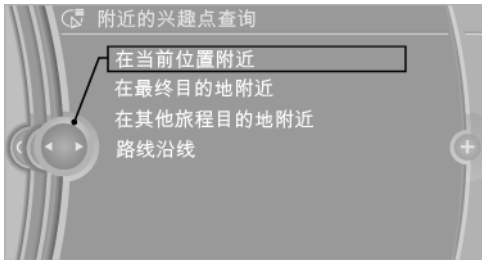 附近的兴趣点查询
在当前位置附近
在最终目的地附近
在其他旅程目的地附近
路线沿线